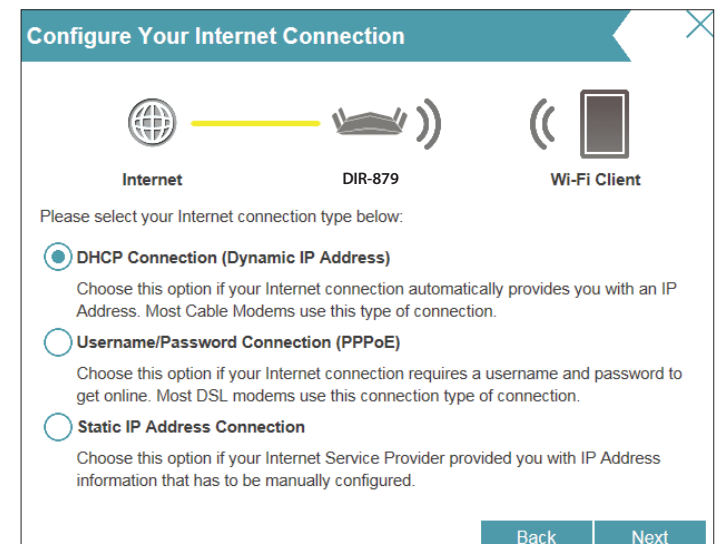 Configure Your Internet Connection
Internet
DIR-879
Wi-Fi Client
Please select your Internet connection type below:
DHCP Connection (Dynamic IP Address)
Choose this option if your Internet connection automatically provides you with an IP
Address. Most Cable Modems use this type of connection.
Username/Password Connection (PPPoE)
Choose this option if your Internet connection requires a username and password to
get online. Most DSL modems use this connection type of connection.
Static IP Address Connection
Choose this option if your Internet Service Provider provided you with IP Address
information that has to be manually configured.
Back
Next